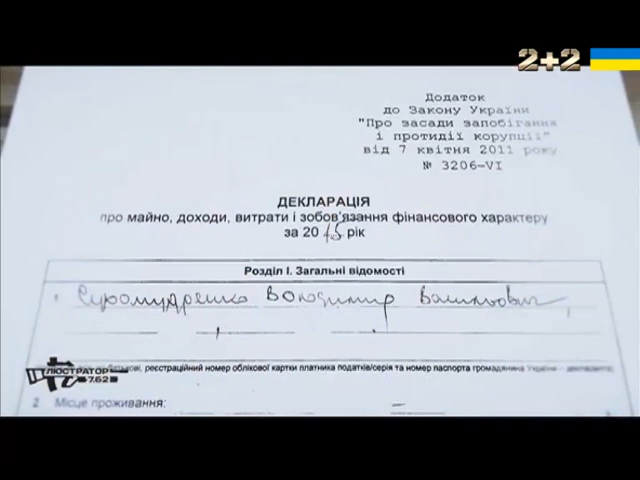 2+2
Додаток
до Закону України
"Про засади запобігання
і протидії корупції"
від 7 квітня 2011 року
№ 3206-VI
ДЕКЛАРАЦІЯ
про майно, доходи, витрати і зобов'язання фінансового характеру
за 2015 рік
Розділ I. Загальні відомості
Володимир Васильович
ЛЮСТРАТОР
7.62
батькові, реєстраційний номер облікової картки платника податків/серія та номер паспорта громадянина України - декларанта)
2 Місце проживання: